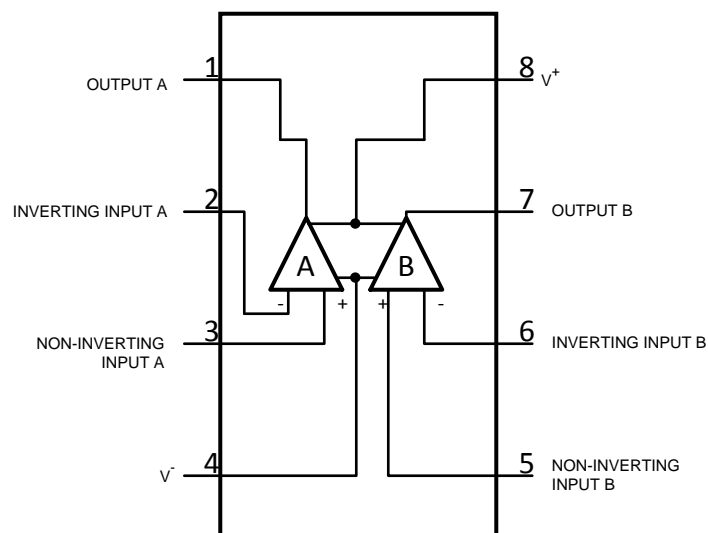 1
8
OUTPUT A
V+
2
7
INVERTING INPUT A
OUTPUT B
A
B
-
+
+
-
3
6
NON-INVERTING
INPUT A
INVERTING INPUT B
4
5
V-
NON-INVERTING
INPUT B